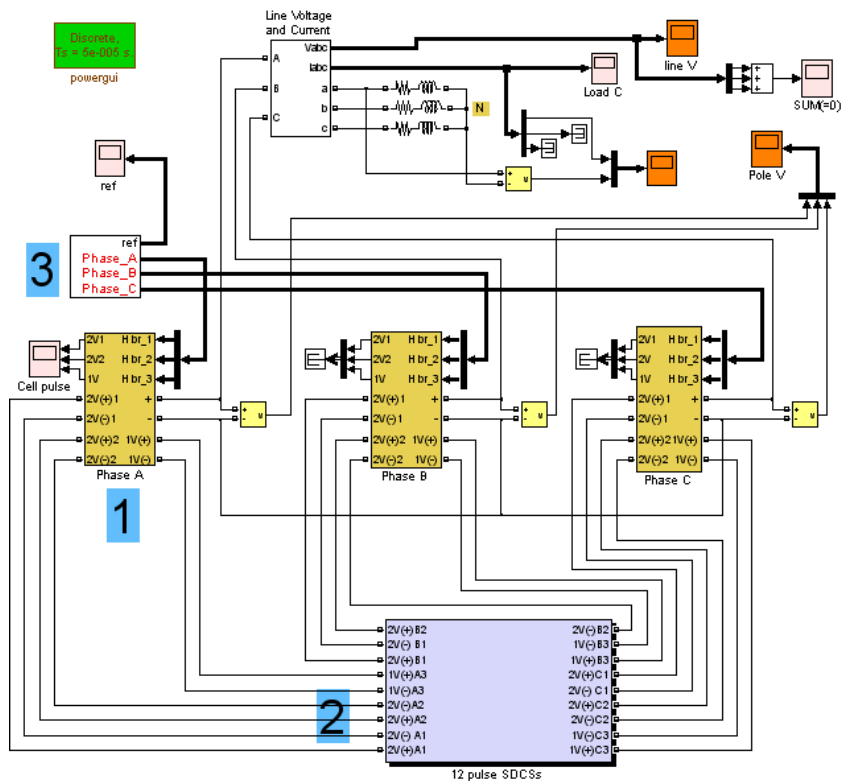 Discrete,
Ts = 5e-005 s.
powergui
Line Voltage
and Current
A
B
C
Vabc
Iabc
a
b
c
N
line V
Load C
SUM(=0)
+
+
+
+
-
v
Pole V
ref
3
ref
Phase_A
Phase_B
Phase_C
Cell pulse
2V1
2V2
1V
2V(+)1
2V(-)1
2V(+)2
2V(-)2
H br_1
H br_2
H br_3
+
-
1V(+)
1V(-)
Phase A
+
-
v
2V1
2V2
1V
2V(+)1
2V(-)1
2V(+)2
2V(-)2
H br_1
H br_2
H br_3
+
-
1V(+)
1V(-)
Phase B
+
-
v
2V1
2V
1V
2V(+)1
2V(-)1
2V(+)2
2V(-)2
H br_1
H br_2
H br_3
+
-
1V(+)
1V(-)
Phase C
+
-
v
1
2
2V(+)B2
2V(-) B1
2V(+)B1
1V(+)A3
1V(-)A3
2V(-)A2
2V(+)A2
2V(-) A1
2V(+)A1
2V(-)B2
1V(-)B3
1V(+)B3
2V(+)C1
2V(-) C1
2V(+)C2
2V(-)C2
1V(-)C3
1V(+)C3
12 pulse SDCSs